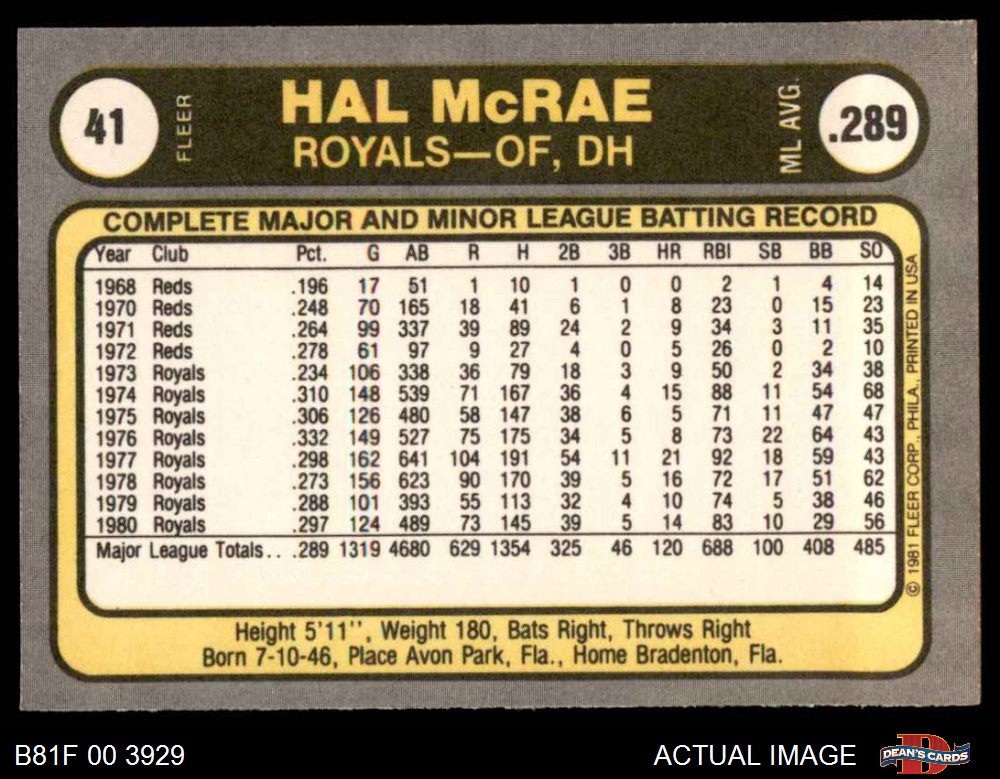 41
FLEER
HAL McRAE
ROYALS—OF, DH
ML AVG.
.289
COMPLETE MAJOR AND MINOR LEAGUE BATTING RECORD
Year Club Pct. G AB R H 2B 3B HR RBI SB BB SO
1968 Reds .196 17 51 1 10 1 0 0 2 1 4 14
1970 Reds .248 70 165 18 41 6 1 8 23 0 15 23
1971 Reds .264 99 337 39 89 24 2 9 34 3 11 35
1972 Reds .278 61 97 9 27 4 0 5 26 0 2 10
1973 Royals .234 106 338 36 79 18 3 9 50 2 34 38
1974 Royals .310 148 539 71 167 36 4 15 88 11 54 68
1975 Royals .306 126 480 58 147 38 6 5 71 11 47 47
1976 Royals .332 149 527 75 175 34 5 8 73 22 64 43
1977 Royals .298 162 641 104 191 54 11 21 92 18 59 43
1978 Royals .273 156 623 90 170 39 5 16 72 17 51 62
1979 Royals .288 101 393 55 113 32 4 10 74 5 38 46
1980 Royals .297 124 489 73 145 39 5 14 83 10 29 56
Major League Totals. . . .289 1319 4680 629 1354 325 46 120 688 100 408 485
© 1981 FLEER CORP., PHILA., PRINTED IN USA
Height 5'11'', Weight 180, Bats Right, Throws Right
Born 7-10-46, Place Avon Park, Fla., Home Bradenton, Fla.
B81F 00 3929
ACTUAL IMAGE
DEAN'S CARDS